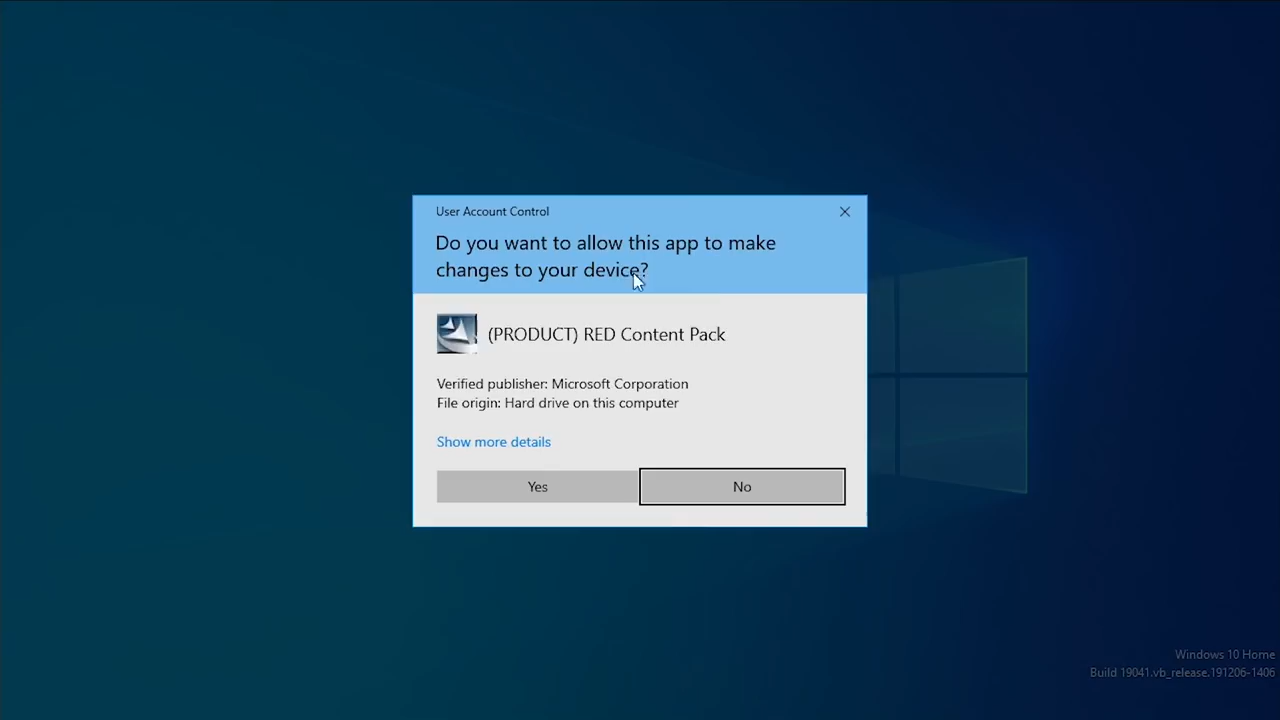 User Account Control
Do you want to allow this app to make
changes to your device?
(PRODUCT) RED Content Pack
Verified publisher: Microsoft Corporation
File origin: Hard drive on this computer
Show more details
Yes
No
Windows 10 Home
Build 19041.vb_release.191206-1406